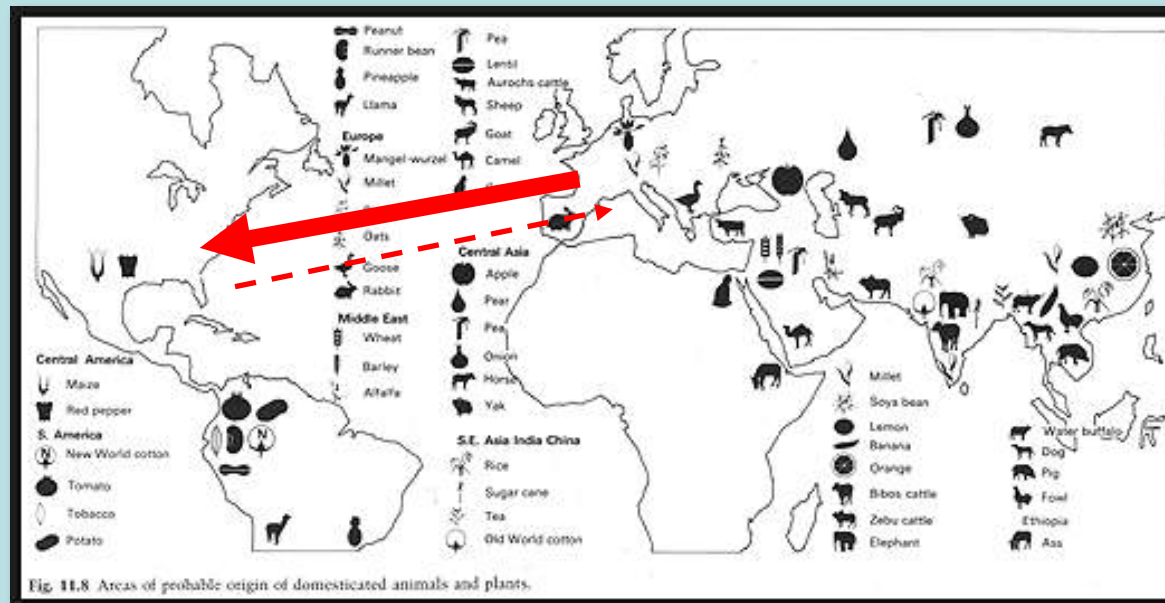 Peanut
Runner bean
Pineapple
Llama
Europe
Mangel-wurzel
Millet
Oats
Goose
Rabbit
Middle East
Wheat
Barley
Alfalfa
Pea
Lentil
Aurochs cattle
Sheep
Goat
Camel
Central Asia
Apple
Pear
Pea
Onion
Horse
Yak
S.E. Asia India China
Rice
Sugar cane
Tea
Old World cotton
Central America
Maize
Red pepper
S. America
N New World cotton
Tomato
Tobacco
Potato
N
Millet
Soya bean
Lemon
Banana
Orange
Bibos cattle
Zebu cattle
Elephant
Water buffalo
Dog
Pig
Fowl
Ethiopia
Ass
Fig. 11.8 Areas of probable origin of domesticated animals and plants.